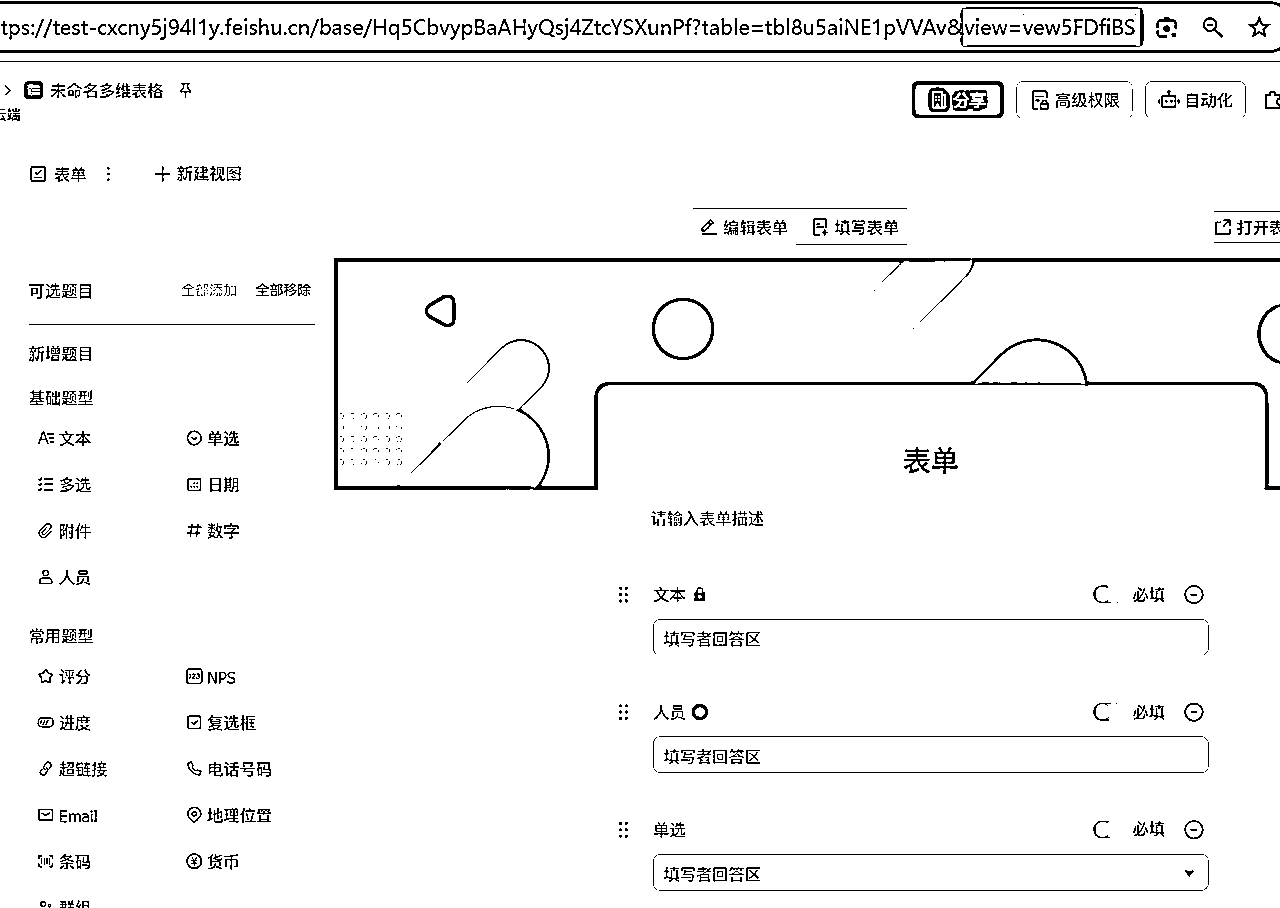 tps://test-cxcny5j94l1y.feishu.cn/base/Hq5CbvypBaAHyQsj4ZtcYSXunPf?table=tbl8u5aiNE1pVVAv&view=vew5FDfiBS
未命名多维表格
分享 高级权限 自动化
云端
表单 新建视图
编辑表单 填写表单 打开表
可选题目 全部添加 全部移除
新增题目
基础题型
文本 单选
多选 日期
附件 # 数字
人员
常用题型
评分 NPS
进度 复选框
超链接 电话号码
Email 地理位置
条码 货币
群组
表单
请输入表单描述
文本 必填
填写者回答区
人员 必填
填写者回答区
单选 必填
填写者回答区